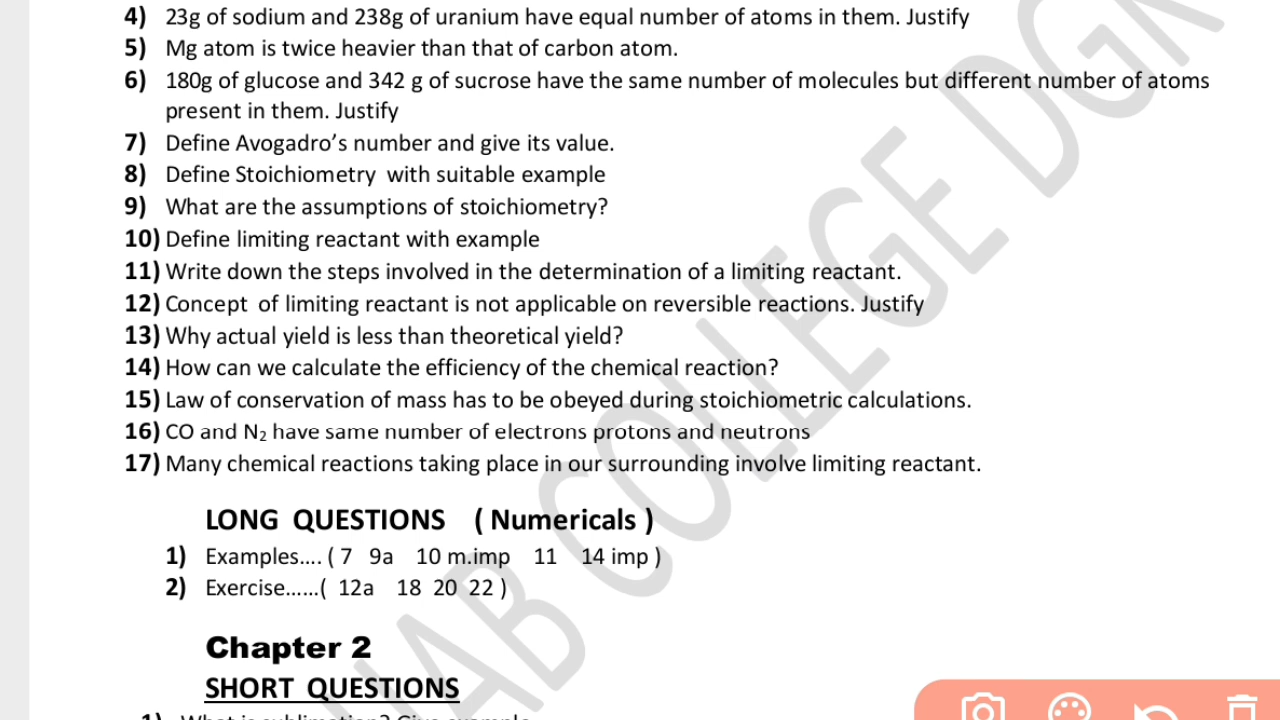 4) 23g of sodium and 238g of uranium have equal number of atoms in them. Justify
5) Mg atom is twice heavier than that of carbon atom.
6) 180g of glucose and 342 g of sucrose have the same number of molecules but different number of atoms
present in them. Justify
7) Define Avogadro's number and give its value.
8) Define Stoichiometry with suitable example
9) What are the assumptions of stoichiometry?
10) Define limiting reactant with example
11) Write down the steps involved in the determination of a limiting reactant.
12) Concept of limiting reactant is not applicable on reversible reactions. Justify
13) Why actual yield is less than theoretical yield?
14) How can we calculate the efficiency of the chemical reaction?
15) Law of conservation of mass has to be obeyed during stoichiometric calculations.
16) CO and N₂ have same number of electrons protons and neutrons
17) Many chemical reactions taking place in our surrounding involve limiting reactant.
LONG QUESTIONS ( Numericals )
1) Examples.... ( 7 9a 10 m.imp 11 14 imp )
2) Exercise......( 12a 18 20 22 )
Chapter 2
SHORT QUESTIONS
1) What is sublimation? Give example
COLLEGE DGK